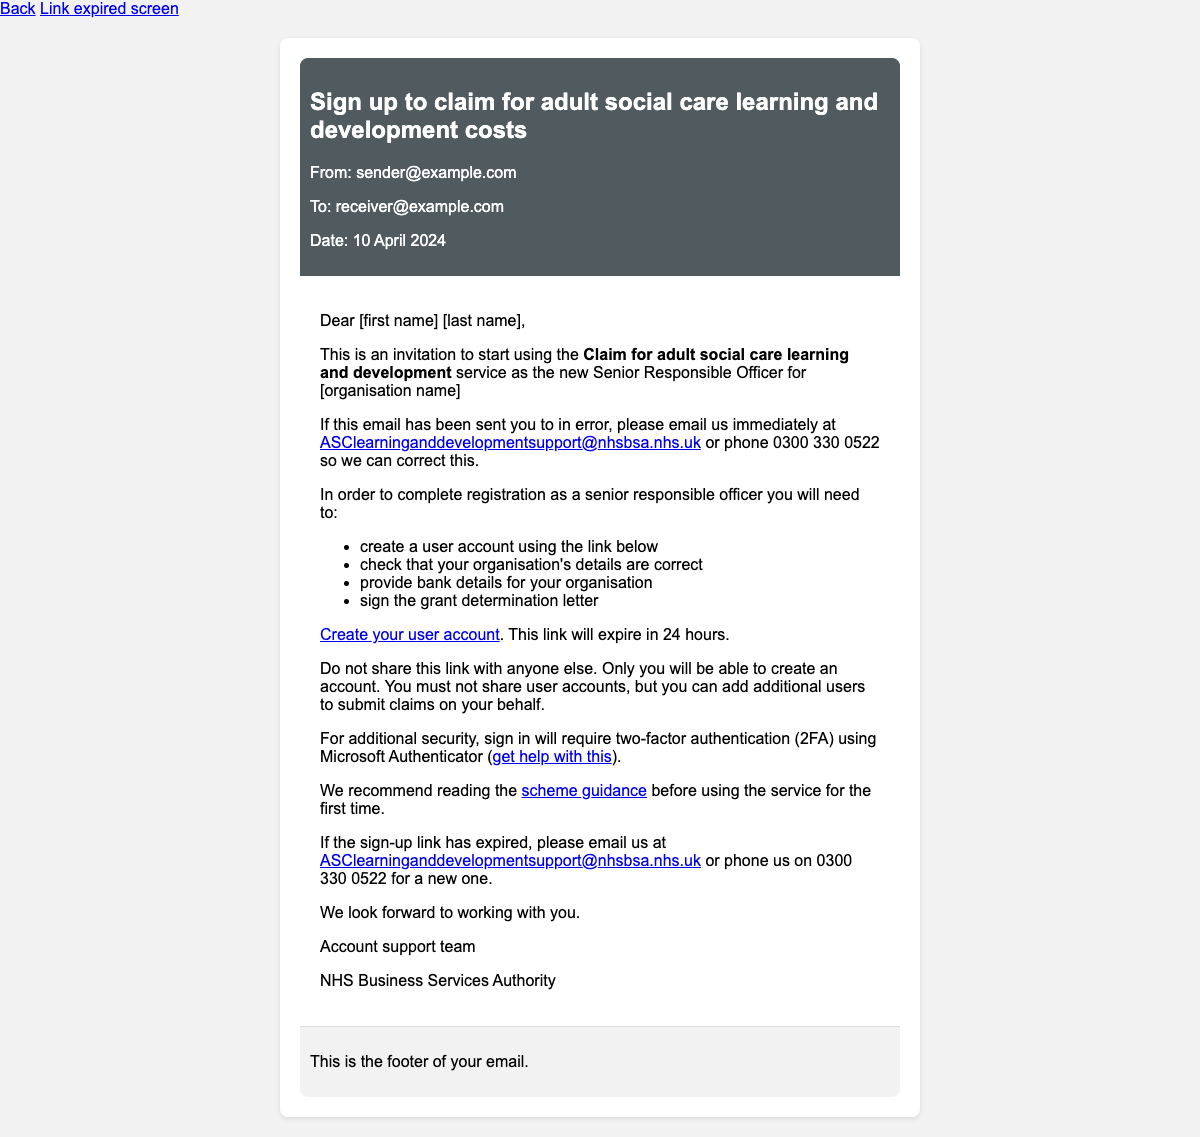 Back Link expired screen
Sign up to claim for adult social care learning and
development costs
From: sender@example.com
To: receiver@example.com
Date: 10 April 2024
Dear [first name] [last name],
This is an invitation to start using the Claim for adult social care learning
and development service as the new Senior Responsible Officer for
[organisation name]
If this email has been sent you to in error, please email us immediately at
ASClearninganddevelopmentsupport@nhsbsa.nhs.uk or phone 0300 330 0522
so we can correct this.
In order to complete registration as a senior responsible officer you will need
to:
• create a user account using the link below
• check that your organisation's details are correct
• provide bank details for your organisation
• sign the grant determination letter
Create your user account. This link will expire in 24 hours.
Do not share this link with anyone else. Only you will be able to create an
account. You must not share user accounts, but you can add additional users
to submit claims on your behalf.
For additional security, sign in will require two-factor authentication (2FA) using
Microsoft Authenticator (get help with this).
We recommend reading the scheme guidance before using the service for the
first time.
If the sign-up link has expired, please email us at
ASClearninganddevelopmentsupport@nhsbsa.nhs.uk or phone us on 0300
330 0522 for a new one.
We look forward to working with you.
Account support team
NHS Business Services Authority
This is the footer of your email.